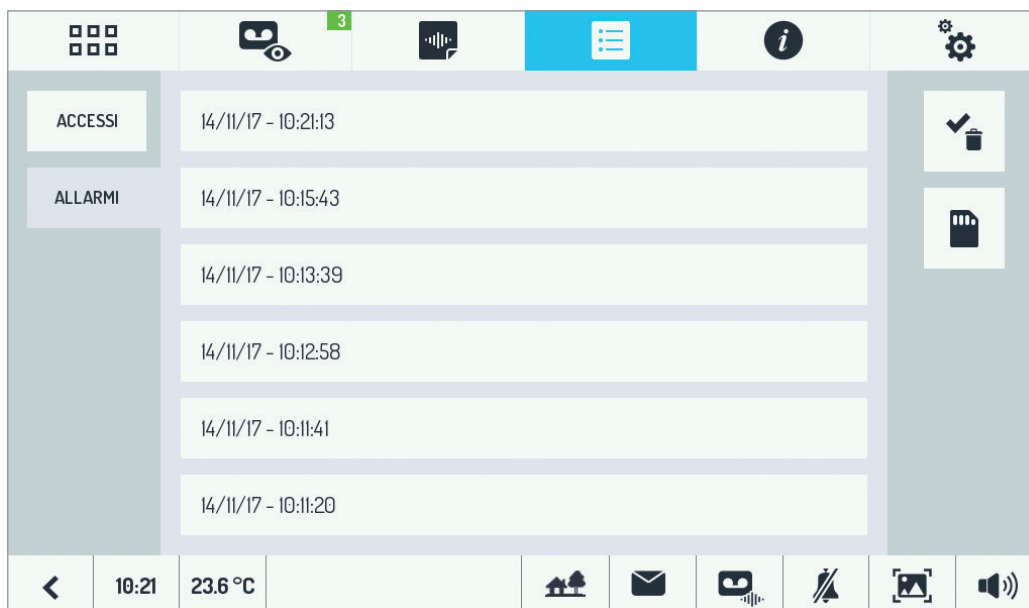 3
i
ACCESSI
14/11/17 - 10:21:13
ALLARMI
14/11/17 - 10:15:43
14/11/17 - 10:13:39
14/11/17 - 10:12:58
14/11/17 - 10:11:41
14/11/17 - 10:11:20
10:21
23.6 °C